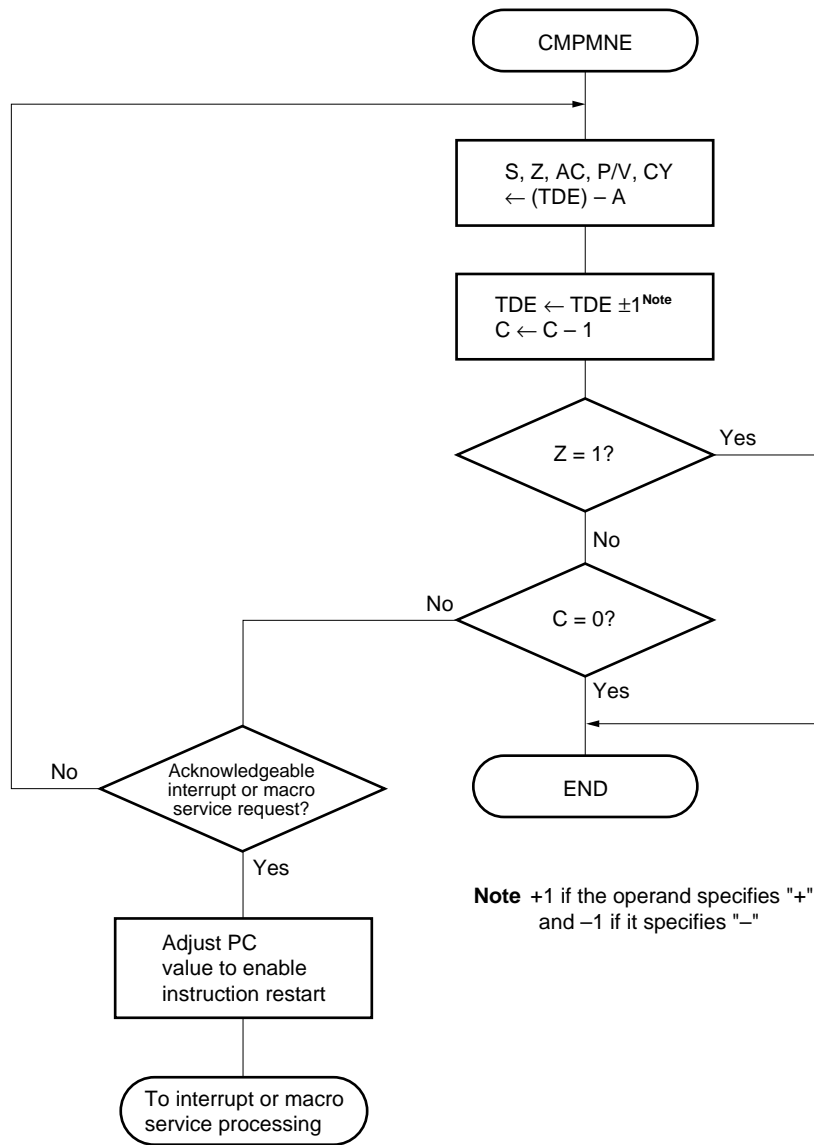 CMPMNE
S, Z, AC, P/V, CY
← (TDE) – A
TDE ← TDE ±1Note
C ← C – 1
Z = 1?
Yes
No
C = 0?
No
Yes
END
Acknowledgeable
interrupt or macro
service request?
No
Yes
Adjust PC
value to enable
instruction restart
To interrupt or macro
service processing
Note +1 if the operand specifies "+"
and –1 if it specifies "–"